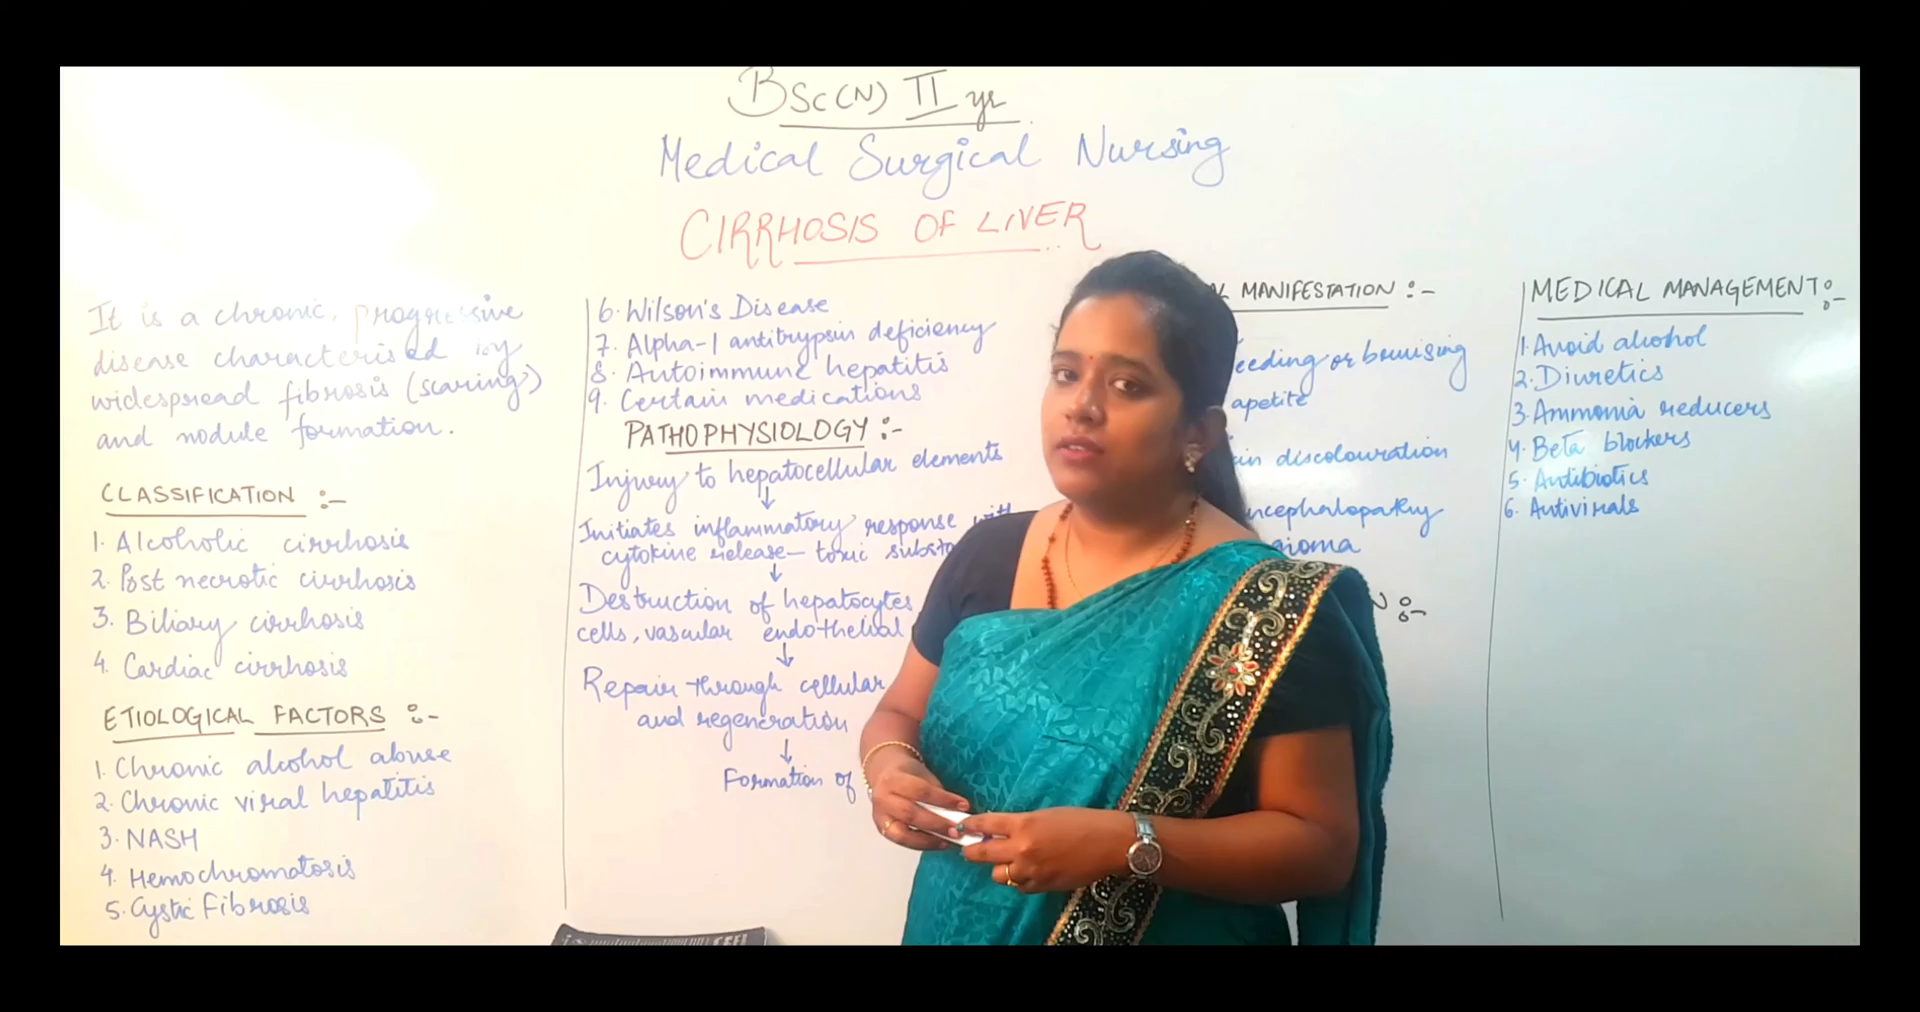 BSc(N) II yr
Medical Surgical Nursing
CIRRHOSIS OF LIVER
It is a chronic, progressive
disease characterised by
widespread fibrosis (scaring)
and nodule formation.
CLASSIFICATION :-
1. Alcoholic cirrhosis
2. Post necrotic cirrhosis
3. Biliary cirrhosis
4. Cardiac cirrhosis
ETIOLOGICAL FACTORS :-
1. Chronic alcohol abuse
2. Chronic viral hepatitis
3. NASH
4. Hemochromatosis
5. Cystic Fibrosis
6. Wilson's Disease
7. Alpha-1 antitrypsin deficiency
8. Autoimmune hepatitis
9. Certain medications
PATHOPHYSIOLOGY :-
Injury to hepatocellular elements
↓
Initiates inflammatory response with
cytokine release - toxic
↓
Destruction of hepatocytes
cells, vascular endothelial
↓
Repair through cellular
and regeneration
↓
Formation of
MANIFESTATION :-
or bruising
apetite
discolouration
MEDICAL MANAGEMENT :-
1. Avoid alcohol
2. Diuretics
3. Ammonia reducers
4. Beta blockers
5. Antibiotics
6. Antivirals